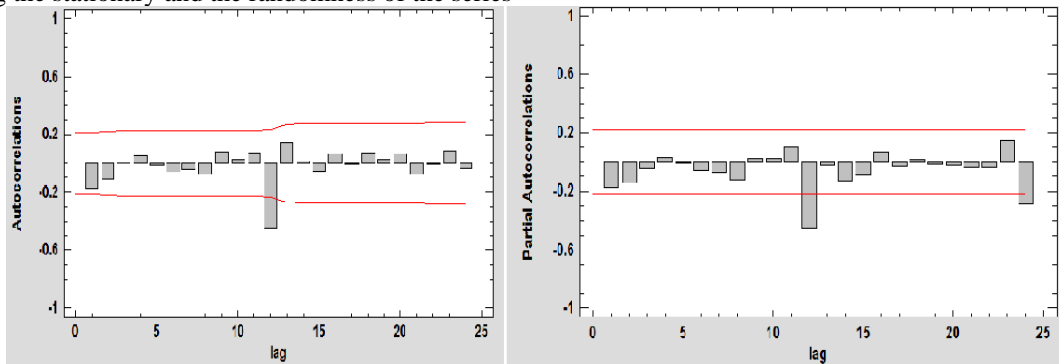 the stationary and the randomness of the series
1
0.6
0.2
-0.2
-0.6
-1
Autocorrelations
0 5 10 15 20 25
lag
1
0.6
0.2
-0.2
-0.6
-1
Partial Autocorrelations
0 5 10 15 20 25
lag